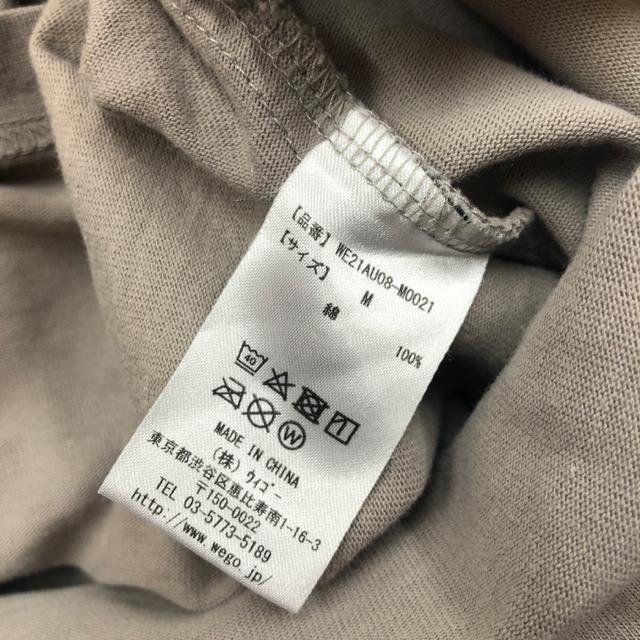 【品番】 WE21AU08-M0021
【サイズ】 M
綿 100%
40
W
MADE IN CHINA
(株) ウィゴー
〒150-0022
東京都渋谷区恵比寿南1-16-3
TEL 03-5773-5189
http://www.wego.jp/